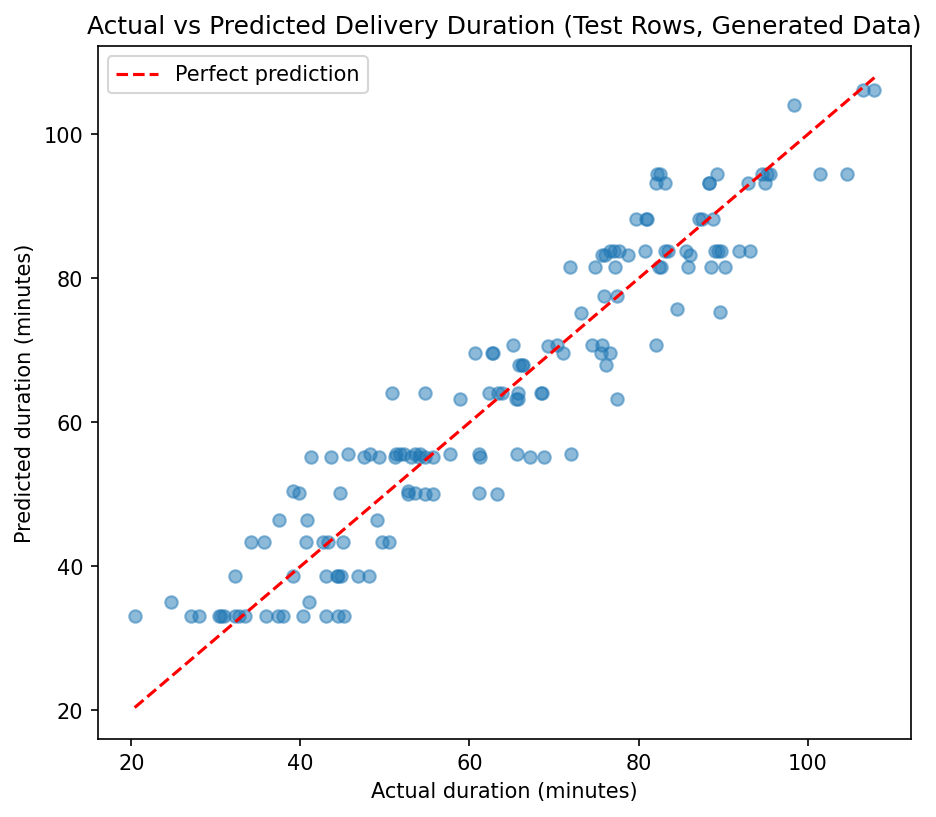 Actual vs Predicted Delivery Duration (Test Rows, Generated Data)
Perfect prediction
100
80
60
40
20
Predicted duration (minutes)
20 40 60 80 100
Actual duration (minutes)